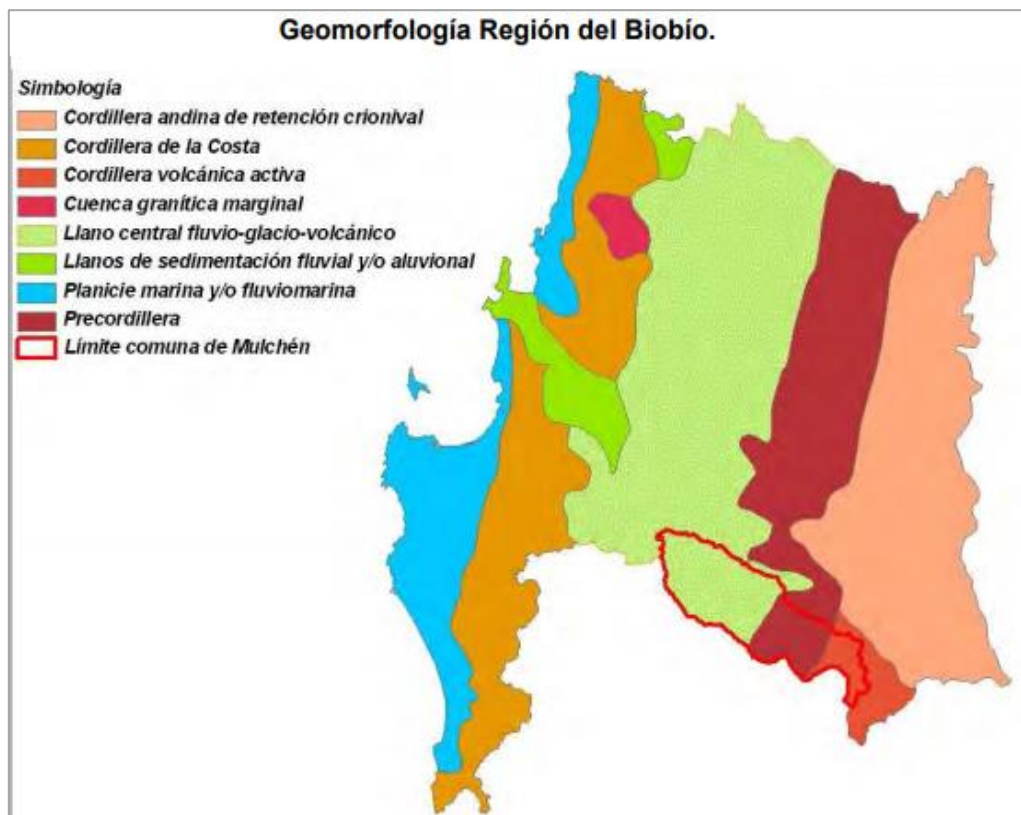 Geomorfología Región del Biobío.
Simbología
Cordillera andina de retención crionival
Cordillera de la Costa
Cordillera volcánica activa
Cuenca granítica marginal
Llano central fluvio-glacio-volcánico
Llanos de sedimentación fluvial y/o aluvional
Planicie marina y/o fluviomarina
Precordillera
Límite comuna de Mulchén